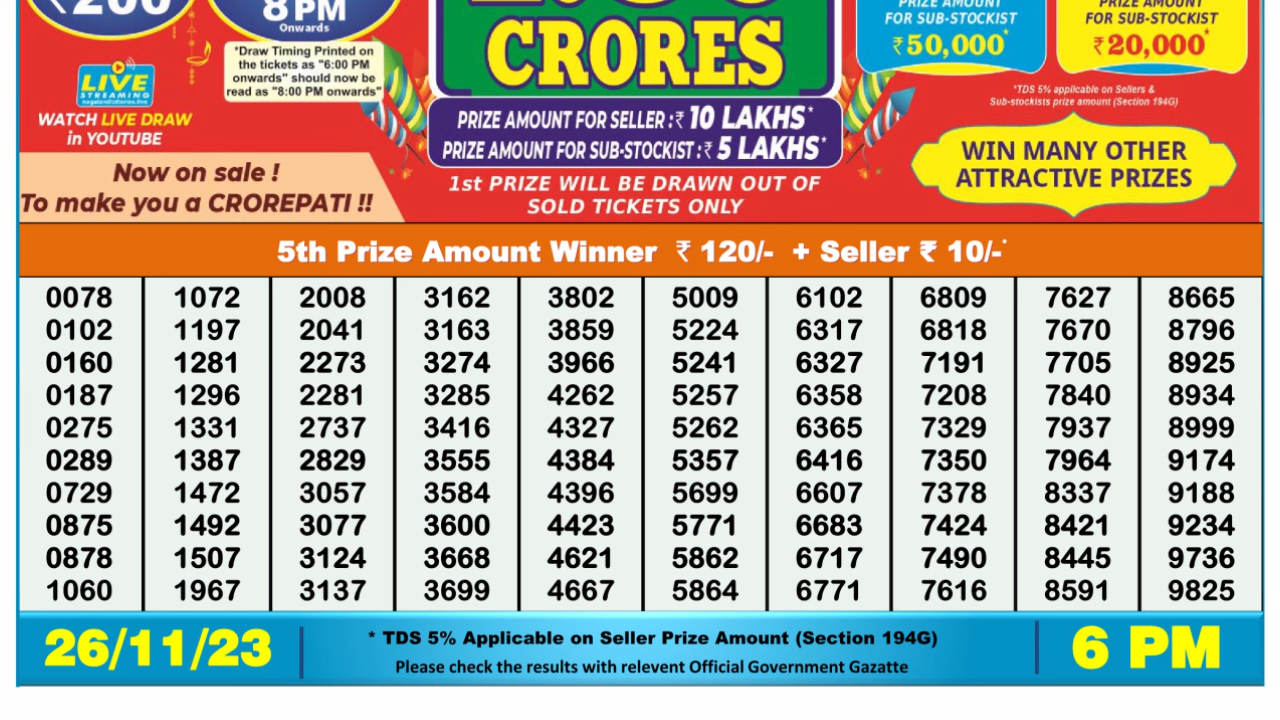 ₹200
8 PM
Onwards
*Draw Timing Printed on
the tickets as "6:00 PM
onwards" should now be
read as "8:00 PM onwards"
LIVE
STREAMING
WATCH LIVE DRAW
in YOUTUBE
Now on sale !
To make you a CROREPATI !!
CRORES
PRIZE AMOUNT FOR SELLER :₹ 10 LAKHS*
PRIZE AMOUNT FOR SUB-STOCKIST :₹ 5 LAKHS*
1st PRIZE WILL BE DRAWN OUT OF
SOLD TICKETS ONLY
PRIZE AMOUNT
FOR SUB-STOCKIST
₹50,000*
PRIZE AMOUNT
FOR SUB-STOCKIST
₹20,000*
*TDS 5% applicable on Sellers &
Sub-stockists prize amount (Section 194G)
WIN MANY OTHER
ATTRACTIVE PRIZES
5th Prize Amount Winner ₹ 120/- + Seller ₹ 10/-*
0078 1072 2008 3162 3802 5009 6102 6809 7627 8665
0102 1197 2041 3163 3859 5224 6317 6818 7670 8796
0160 1281 2273 3274 3966 5241 6327 7191 7705 8925
0187 1296 2281 3285 4262 5257 6358 7208 7840 8934
0275 1331 2737 3416 4327 5262 6365 7329 7937 8999
0289 1387 2829 3555 4384 5357 6416 7350 7964 9174
0729 1472 3057 3584 4396 5699 6607 7378 8337 9188
0875 1492 3077 3600 4423 5771 6683 7424 8421 9234
0878 1507 3124 3668 4621 5862 6717 7490 8445 9736
1060 1967 3137 3699 4667 5864 6771 7616 8591 9825
26/11/23
* TDS 5% Applicable on Seller Prize Amount (Section 194G)
Please check the results with relevent Official Government Gazatte
6 PM